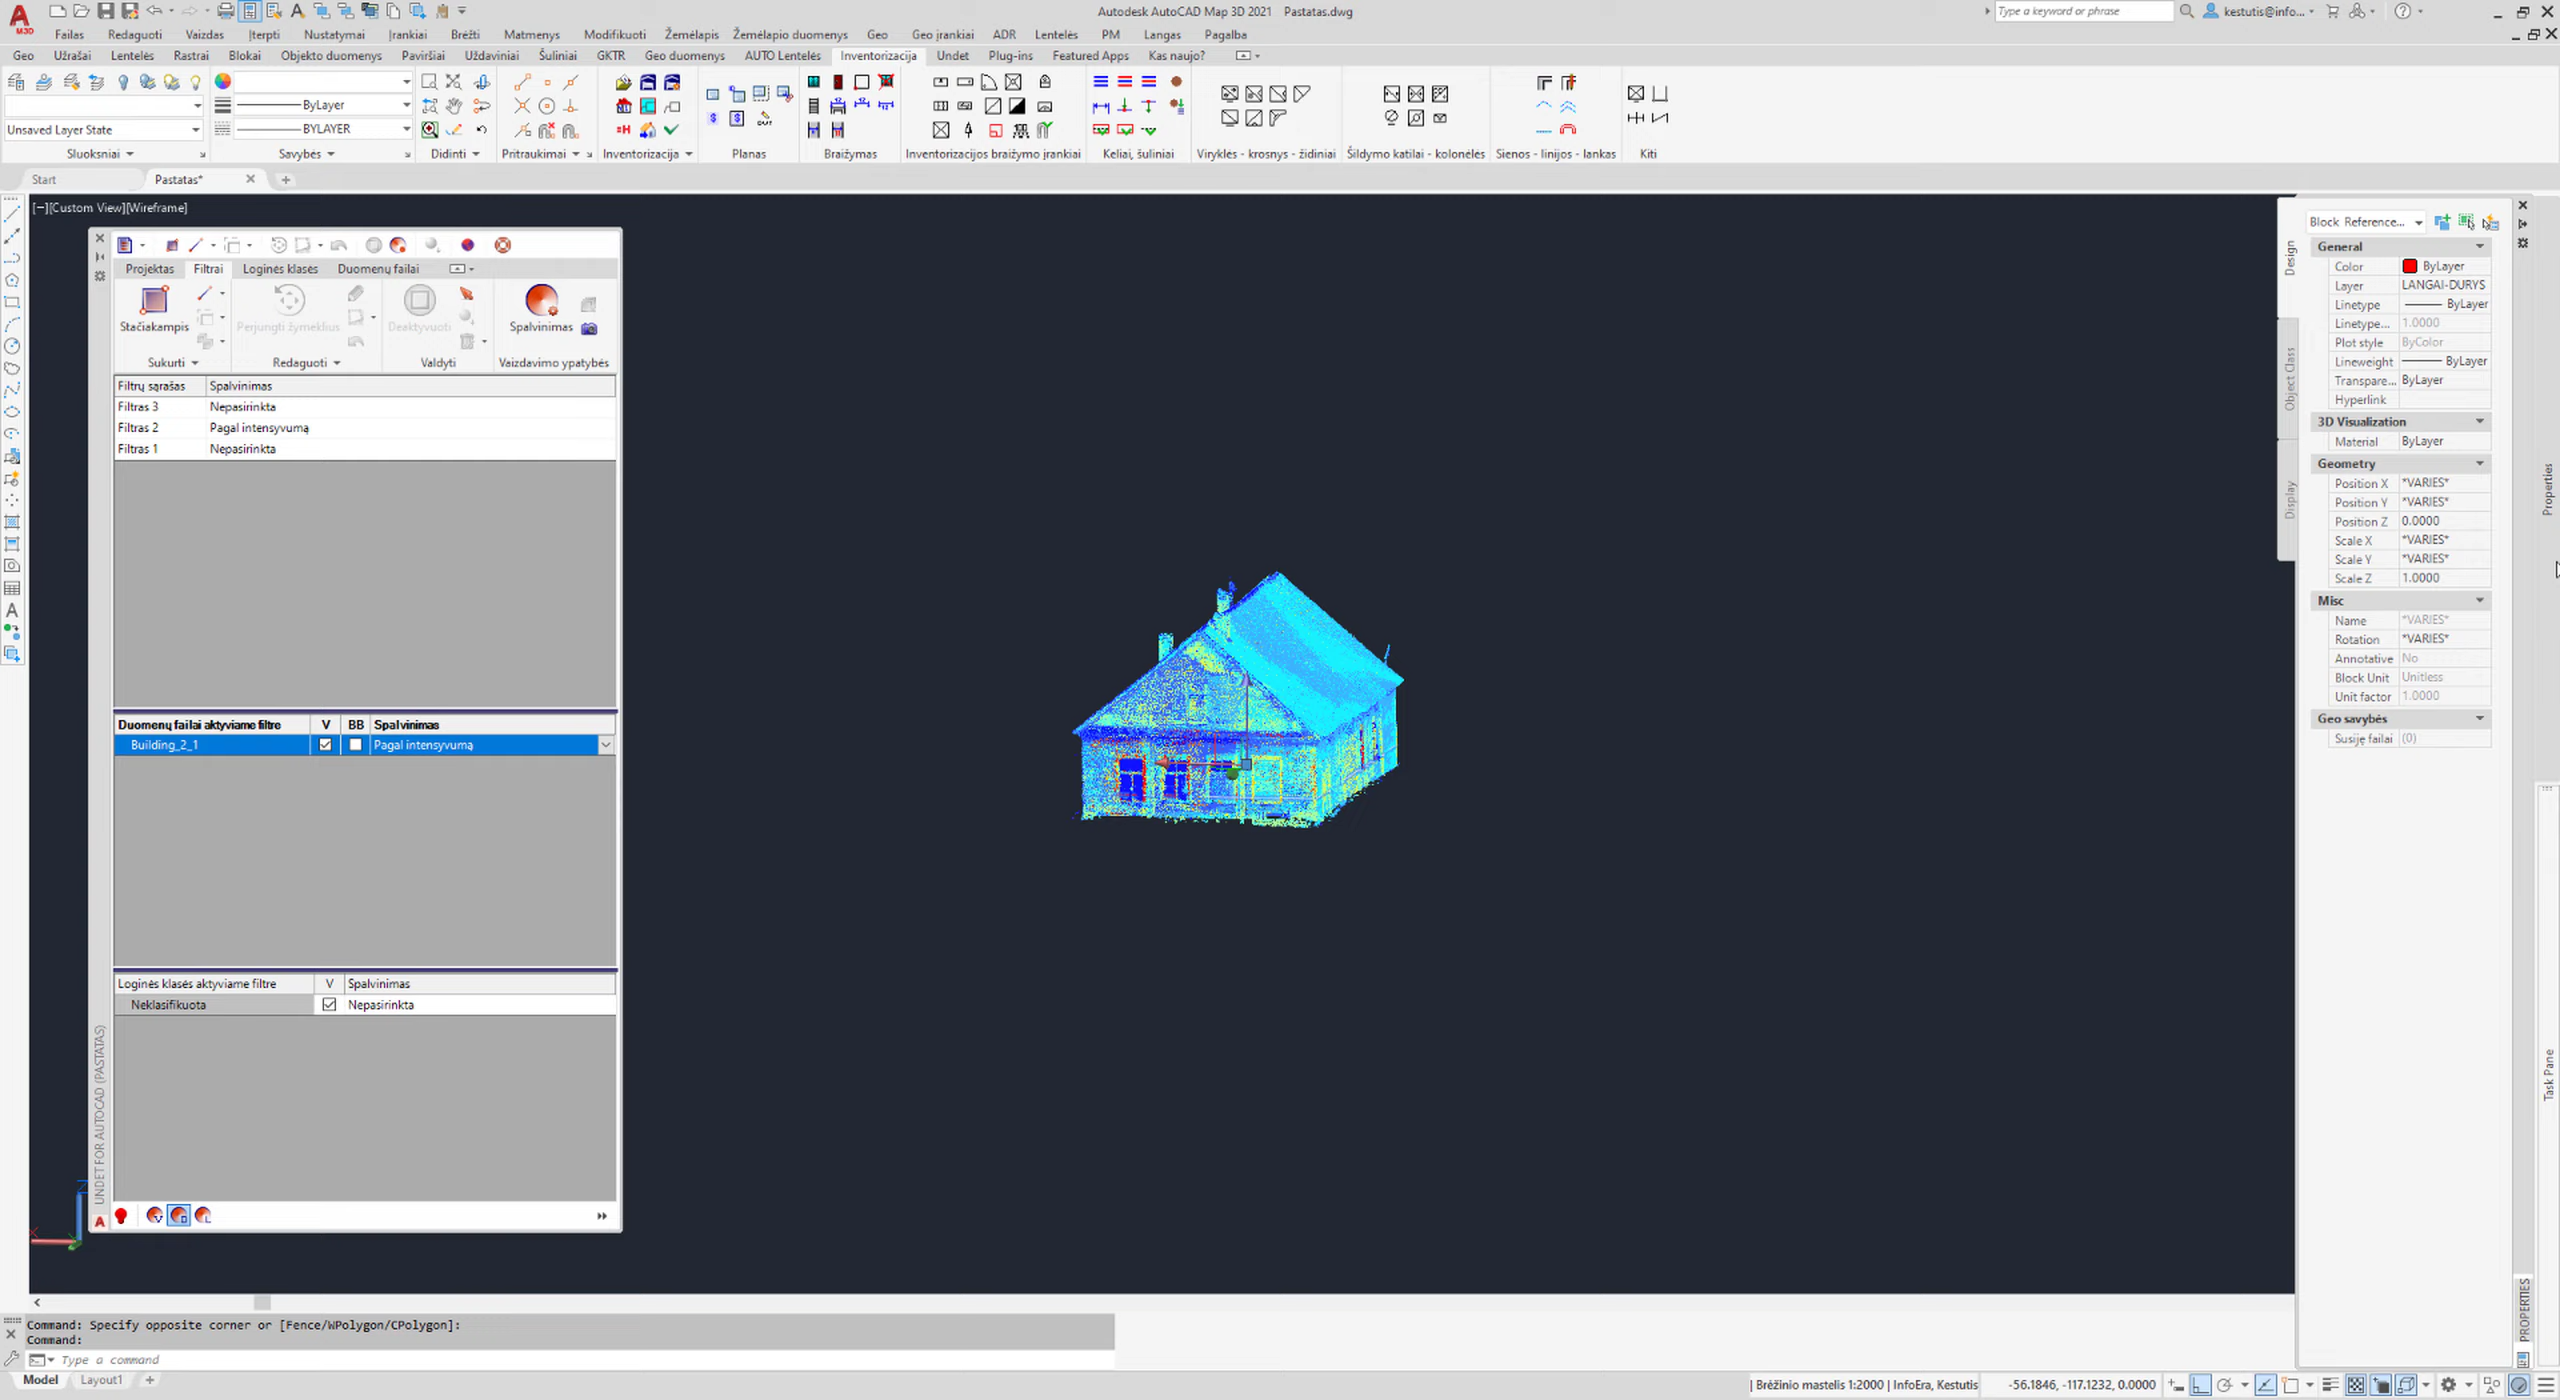 Autodesk AutoCAD Map 3D 2021 Pastatas.dwg
Type a keyword or phrase
kestutis@info...
M3D
Failas Redaguoti Vaizdas Įterpti Nustatymai Įrankiai Brėžti Matmenys Modifikuoti Žemėlapis Žemėlapio duomenys Geo Geo įrankiai ADR Lentelės PM Langas Pagalba
Geo Užrašai Lentelės Rastrai Blokai Objekto duomenys Paviršiai Uždaviniai Šuliniai GKTR Geo duomenys AUTO Lentelės Inventorizacija Undet Plug-ins Featured Apps Kas naujo?
ByLayer
Unsaved Layer State
BYLAYER
Sluoksniai Savybės Didinti Pritraukimai Inventorizacija Planas Braižymas Inventorizacijos braižymo įrankiai Keliai, šuliniai Viryklės - krosnys - židiniai Šildymo katilai - kolonėlės Sienos - linijos - lankas Kiti
Start
Pastatas*
[−][Custom View][Wireframe]
Projektas Filtrai Loginės klasės Duomenų failai
Stačiakampis
Perjungti žymeklius
Deaktyvuoti
Spalvinimas
Sukurti Redaguoti Valdyti Vaizdavimo ypatybės
Filtrų sąrašas Spalvinimas
Filtras 3 Nepasirinkta
Filtras 2 Pagal intensyvumą
Filtras 1 Nepasirinkta
Duomenų failai aktyviame filtre V BB Spalvinimas
Building_2_1 Pagal intensyvumą
Loginės klasės aktyviame filtre V Spalvinimas
Neklasifikuota Nepasirinkta
UNDET FOR AUTOCAD (PASTATAS)
Block Reference...
General
Color ByLayer
Layer LANGAI-DURYS
Linetype ByLayer
Linetype... 1.0000
Plot style ByColor
Lineweight ByLayer
Transpare... ByLayer
Hyperlink
3D Visualization
Material ByLayer
Geometry
Position X *VARIES*
Position Y *VARIES*
Position Z 0.0000
Scale X *VARIES*
Scale Y *VARIES*
Scale Z 1.0000
Misc
Name *VARIES*
Rotation *VARIES*
Annotative No
Block Unit Unitless
Unit factor 1.0000
Geo savybės
Susiję failai (0)
Design
Object Class
Display
Properties
Task Pane
PROPERTIES
Command: Specify opposite corner or [Fence/WPolygon/CPolygon]:
Command:
Type a command
Model Layout1
| Brėžinio mastelis 1:2000 | InfoEra, Kestutis
-56.1846, -117.1232, 0.0000